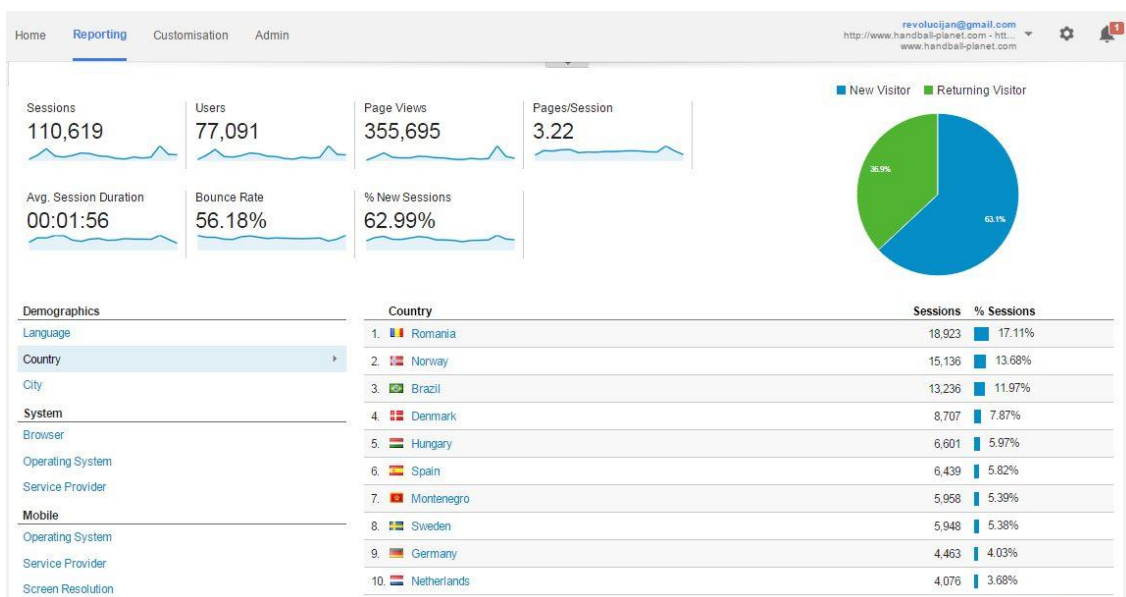 Home Reporting Customisation Admin
revolucijan@gmail.com
http://www.handball-planet.com - htt...
www.handball-planet.com
1
Sessions
110,619
Users
77,091
Page Views
355,695
Pages/Session
3.22
Avg. Session Duration
00:01:56
Bounce Rate
56.18%
% New Sessions
62.99%
New Visitor Returning Visitor
36.9%
63.1%
Demographics
Language
Country
City
System
Browser
Operating System
Service Provider
Mobile
Operating System
Service Provider
Screen Resolution
Country Sessions % Sessions
1. Romania 18,923 17.11%
2. Norway 15,136 13.68%
3. Brazil 13,236 11.97%
4. Denmark 8,707 7.87%
5. Hungary 6,601 5.97%
6. Spain 6,439 5.82%
7. Montenegro 5,958 5.39%
8. Sweden 5,948 5.38%
9. Germany 4,463 4.03%
10. Netherlands 4,076 3.68%